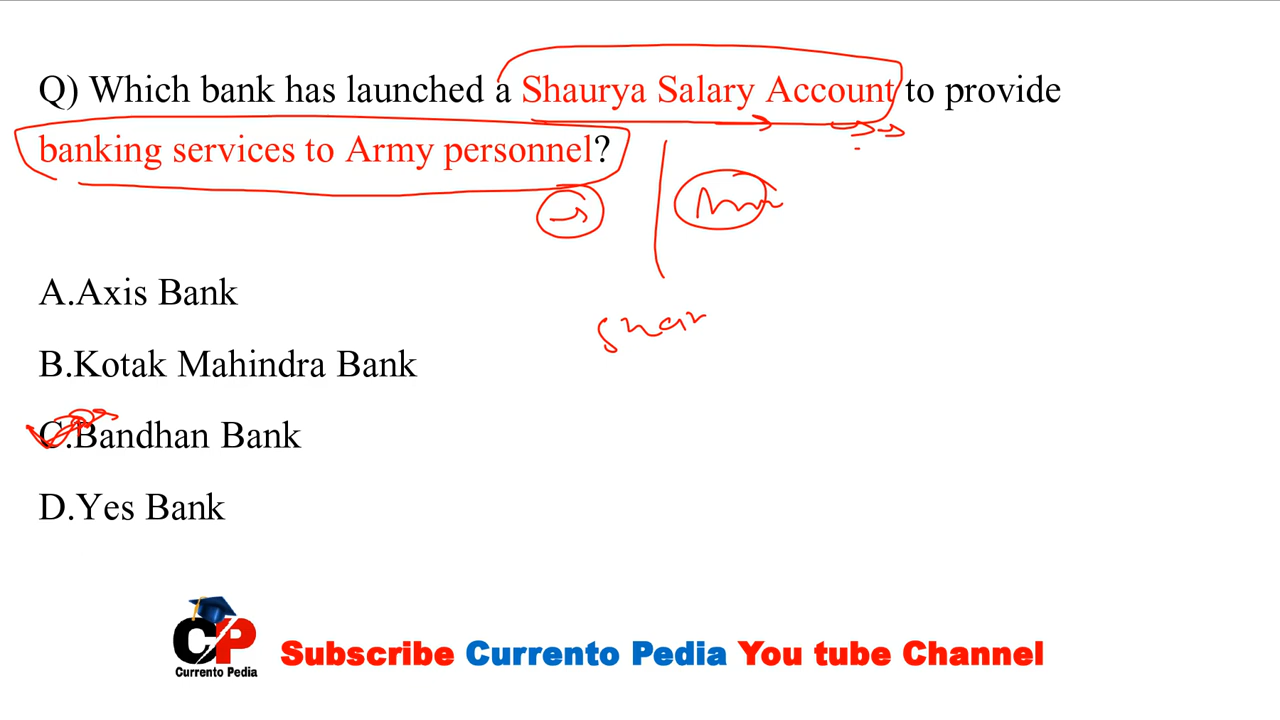 Q) Which bank has launched a Shaurya Salary Account to provide
banking services to Army personnel?
A.Axis Bank
B.Kotak Mahindra Bank
C.Bandhan Bank
D.Yes Bank
CP
Currento Pedia
Subscribe Currento Pedia You tube Channel